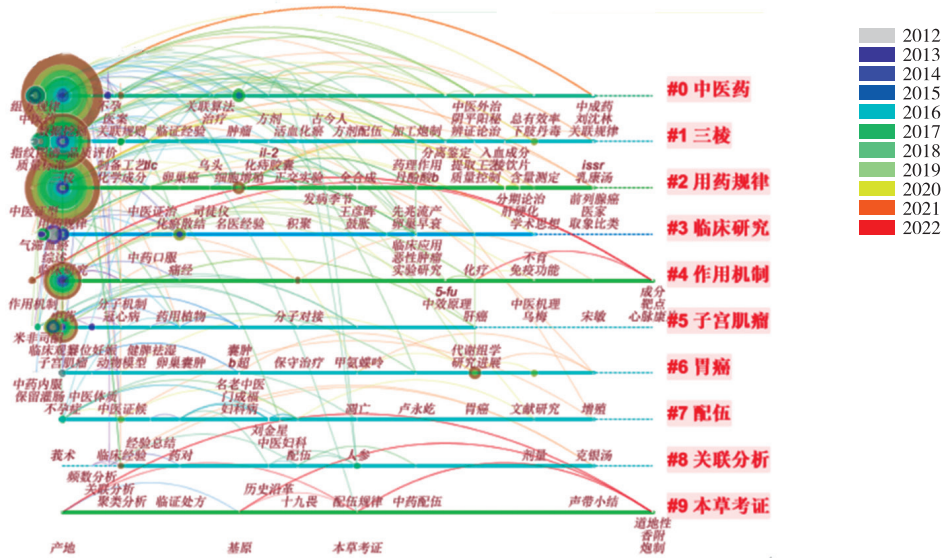 2012
2013
2014
2015
2016
2017
2018
2019
2020
2021
2022
#0 中医药
不孕 关联算法 中医外治 中成药
医案 治疗 方剂 古今人 阴平阳秘 总有效率 刘沈林
关联规则 临证经验 肿瘤 活血化瘀 方剂配伍 加工炮制 辨证论治 下肢丹毒 关联规律
#1 三棱
il-2 分离鉴定 入血成分
质量 制备工艺 tlc 乌头 化痔胶囊 药理作用 提取工艺 饮片 issr
化学成分 卵巢癌 细胞增殖 正交实验 全合成 丹酚酸b 质量控制 含量测定 乳康汤
#2 用药规律
发病季节 分期论治 前列腺癌
中医证治 司徒仪 王彦晖 先兆流产 肝硬化 医家
化瘀散结 名医经验 积聚 鼓胀 卵巢早衰 学术思想 取象比类
#3 临床研究
气滞血瘀 临床应用
综述 中药口服 恶性肿瘤 不育
痛经 实验研究 化疗 免疫功能
#4 作用机制
5-fu 成分
作用机制 分子机制 中效原理 中医机理 靶点
冠心病 药用植物 分子对接 肝癌 乌梅 宋敏 心脉康
#5 子宫肌瘤
米非司酮
临床观察 异位妊娠 健脾祛湿 囊肿 代谢组学
子宫肌瘤 动物模型 卵巢囊肿 b超 保守治疗 甲氨蝶呤 研究进展
#6 胃癌
中药内服 名老中医
保留灌肠 中医体质 门成福
不孕症 中医证候 妇科病 凋亡 卢永屹 胃癌 文献研究 增殖
#7 配伍
刘金星
经验总结 中医妇科
莪术 临床经验 药对 配伍 人参 剂量 克银汤
#8 关联分析
频数分析
关联分析 历史沿革
聚类分析 临证处方 十九畏 配伍规律 中药配伍 声带小结
#9 本草考证
道地性
香附
炮制
产地 基原 本草考证